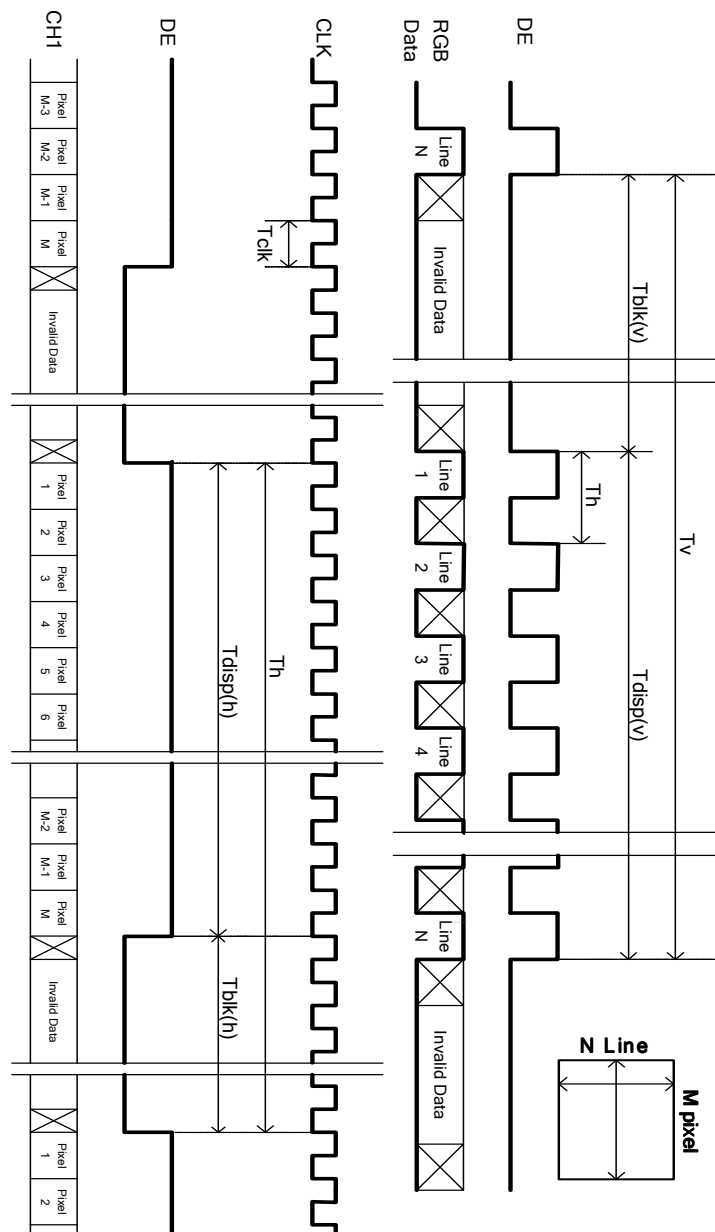 Tv
Tblk(v)
Tdisp(v)
Th
DE
RGB
Data
Line
N
Invalid Data
Line
1
Line
2
Line
3
Line
4
Line
N
Invalid Data
N Line
M pixel
CLK
Tclk
Th
Tdisp(h)
Tblk(h)
DE
CH1
Pixel
M-3
Pixel
M-2
Pixel
M-1
Pixel
M
Invalid Data
Pixel
1
Pixel
2
Pixel
3
Pixel
4
Pixel
5
Pixel
6
Pixel
M-2
Pixel
M-1
Pixel
M
Invalid Data
Pixel
1
Pixel
2